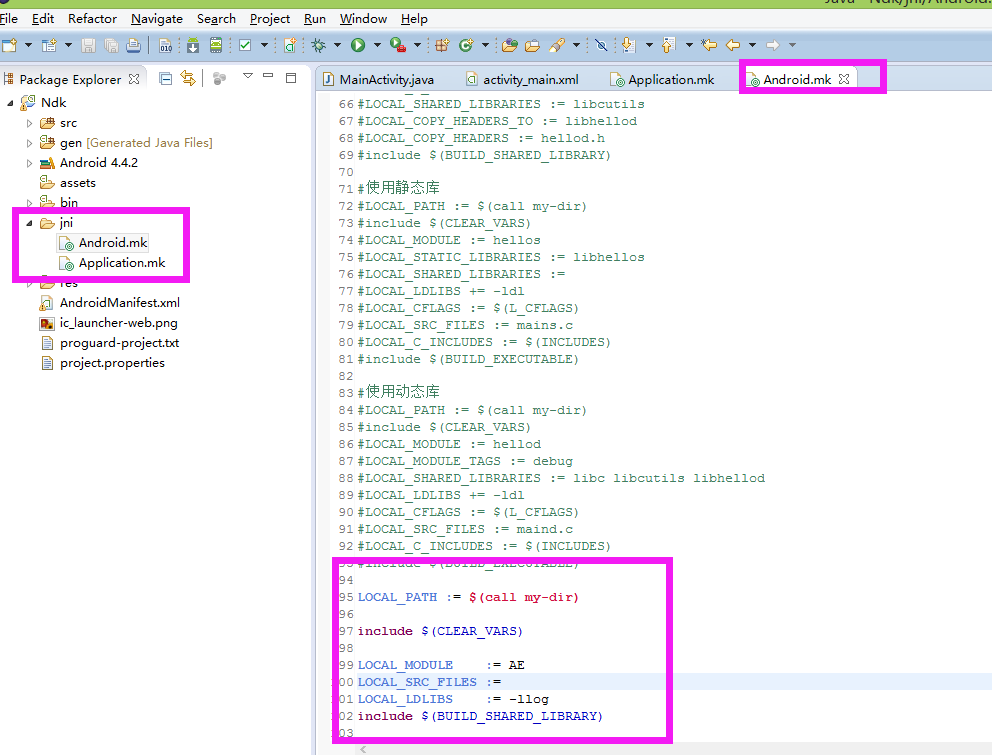 Java - Ndk/jni/Android.
File Edit Refactor Navigate Search Project Run Window Help
Package Explorer
MainActivity.java activity_main.xml Application.mk Android.mk
Ndk
src
gen [Generated Java Files]
Android 4.4.2
assets
bin
jni
Android.mk
Application.mk
res
AndroidManifest.xml
ic_launcher-web.png
proguard-project.txt
project.properties
66 #LOCAL_SHARED_LIBRARIES := libcutils
67 #LOCAL_COPY_HEADERS_TO := libhellod
68 #LOCAL_COPY_HEADERS := hellod.h
69 #include $(BUILD_SHARED_LIBRARY)
70
71 #使用静态库
72 #LOCAL_PATH := $(call my-dir)
73 #include $(CLEAR_VARS)
74 #LOCAL_MODULE := hellos
75 #LOCAL_STATIC_LIBRARIES := libhellos
76 #LOCAL_SHARED_LIBRARIES :=
77 #LOCAL_LDLIBS += -ldl
78 #LOCAL_CFLAGS := $(L_CFLAGS)
79 #LOCAL_SRC_FILES := mains.c
80 #LOCAL_C_INCLUDES := $(INCLUDES)
81 #include $(BUILD_EXECUTABLE)
82
83 #使用动态库
84 #LOCAL_PATH := $(call my-dir)
85 #include $(CLEAR_VARS)
86 #LOCAL_MODULE := hellod
87 #LOCAL_MODULE_TAGS := debug
88 #LOCAL_SHARED_LIBRARIES := libc libcutils libhellod
89 #LOCAL_LDLIBS += -ldl
90 #LOCAL_CFLAGS := $(L_CFLAGS)
91 #LOCAL_SRC_FILES := maind.c
92 #LOCAL_C_INCLUDES := $(INCLUDES)
93 #include $(BUILD_EXECUTABLE)
94
95 LOCAL_PATH := $(call my-dir)
96
97 include $(CLEAR_VARS)
98
99 LOCAL_MODULE := AE
100 LOCAL_SRC_FILES :=
101 LOCAL_LDLIBS := -llog
102 include $(BUILD_SHARED_LIBRARY)
103